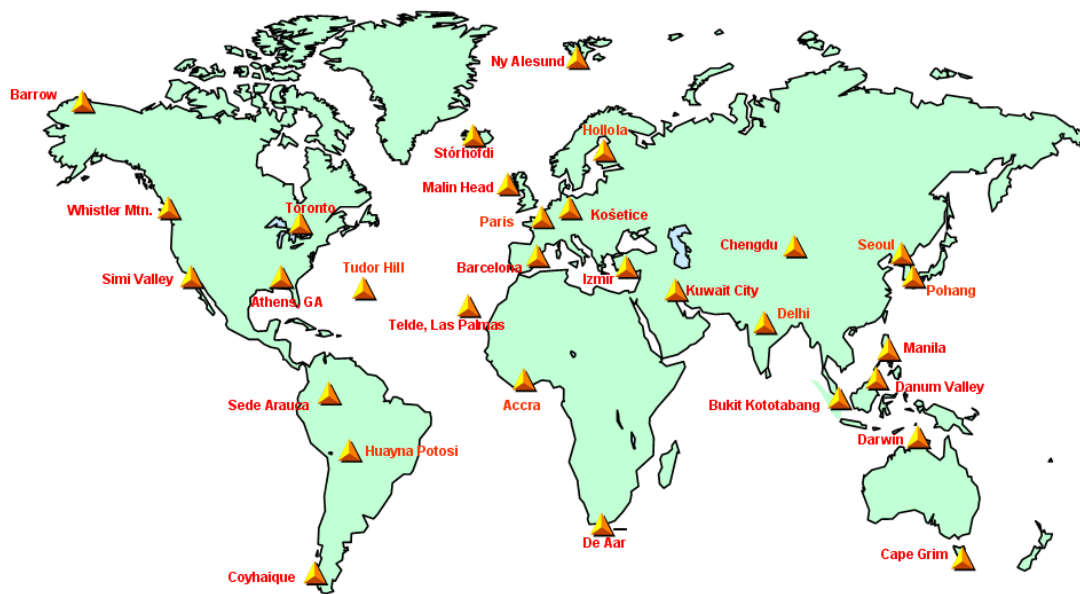 Ny Alesund
Barrow
Hollola
Stórhófdi
Malin Head
Whistler Mtn.
Toronto
Paris
Košetice
Chengdu
Seoul
Tudor Hill
Barcelona
Simi Valley
Izmir
Athens, GA
Kuwait City
Pohang
Telde, Las Palmas
Delhi
Manila
Sede Arauca
Accra
Bukit Kototabang
Danum Valley
Darwin
Huayna Potosi
De Aar
Cape Grim
Coyhaique